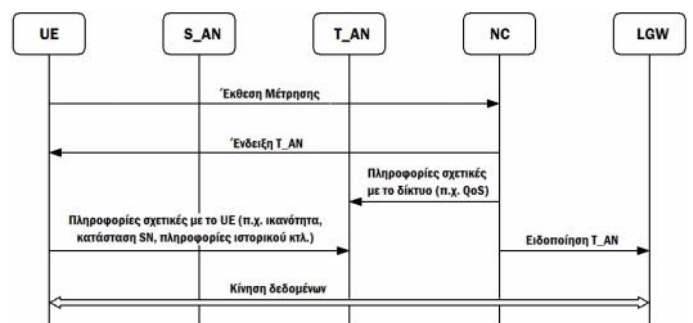 UE
S_AN
T_AN
NC
LGW
Έκθεση Μέτρησης
Ένδειξη T_AN
Πληροφορίες σχετικές
με το δίκτυο (π.χ. QoS)
Πληροφορίες σχετικές με το UE (π.χ. ικανότητα,
κατάσταση SN, πληροφορίες ιστορικού κτλ.)
Ειδοποίηση T_AN
Κίνηση δεδομένων